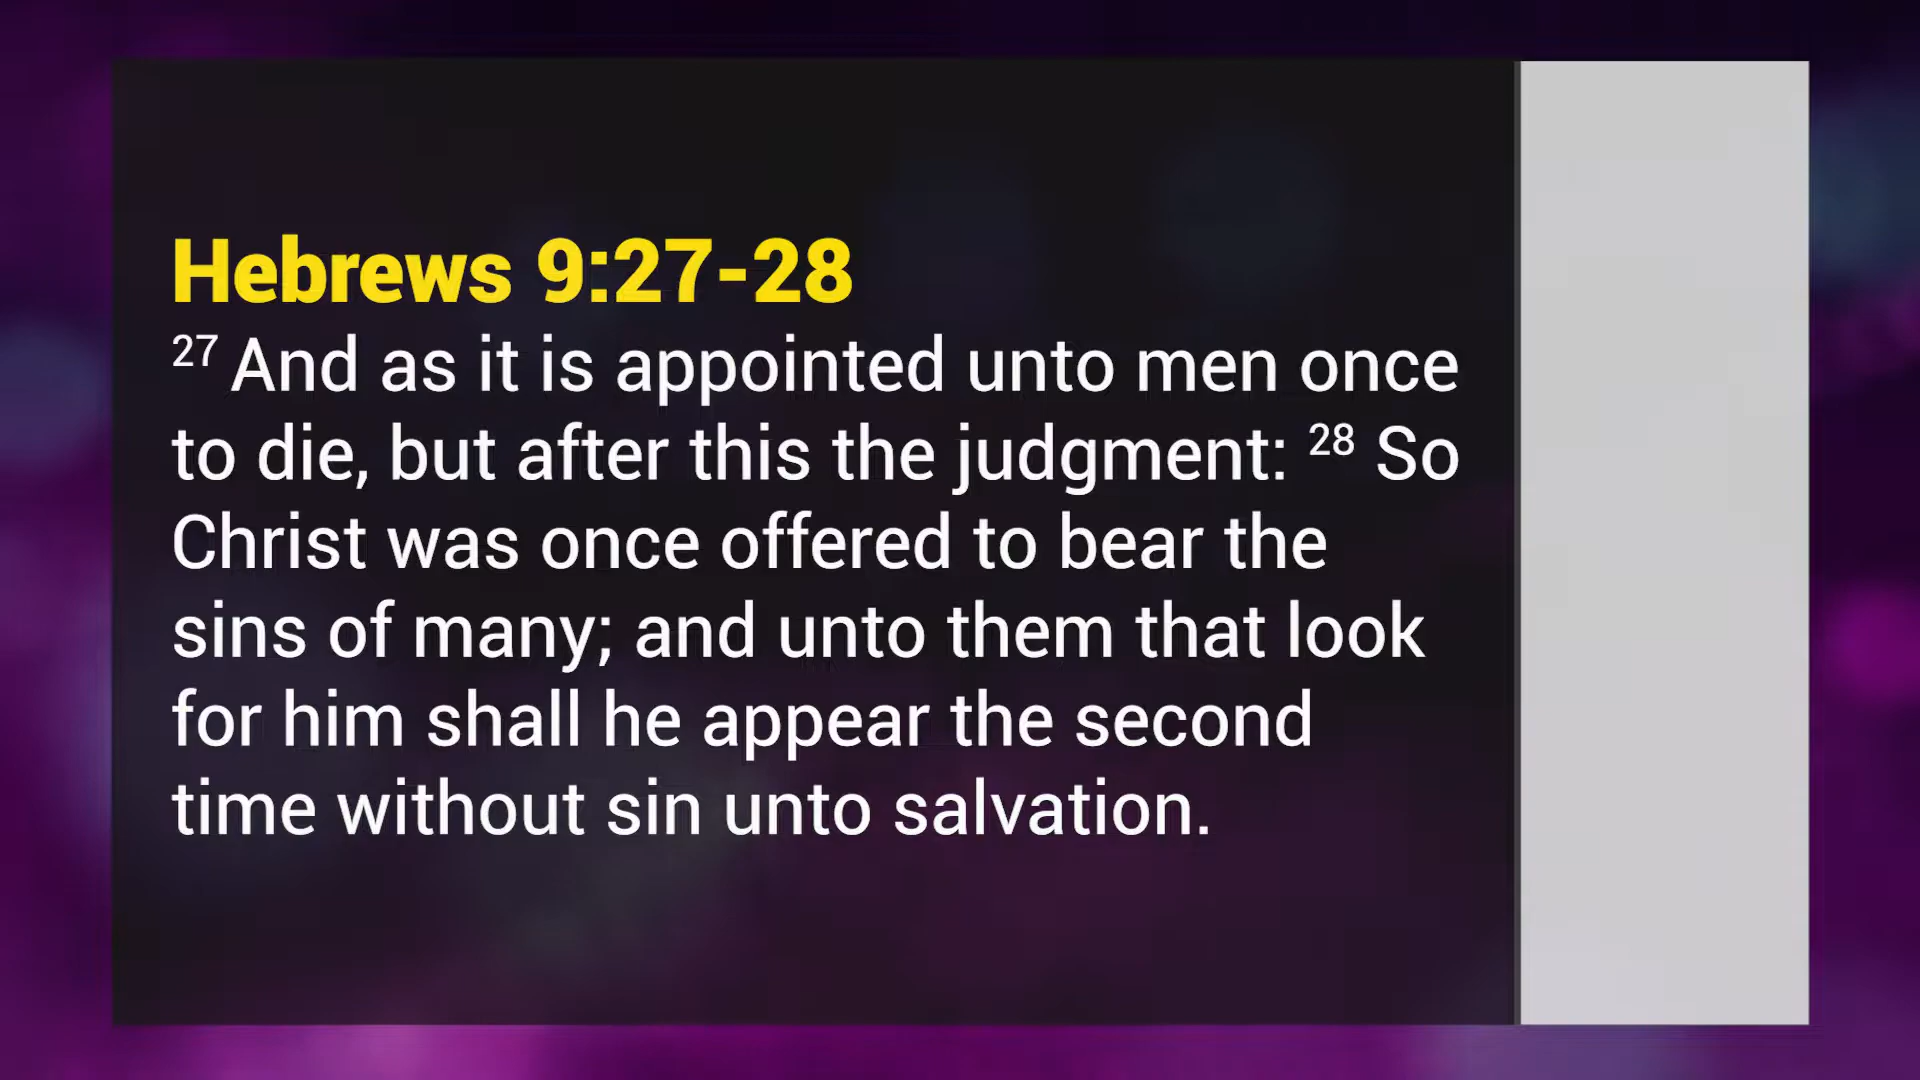 Hebrews 9:27-28
27 And as it is appointed unto men once
to die, but after this the judgment: 28 So
Christ was once offered to bear the
sins of many; and unto them that look
for him shall he appear the second
time without sin unto salvation.